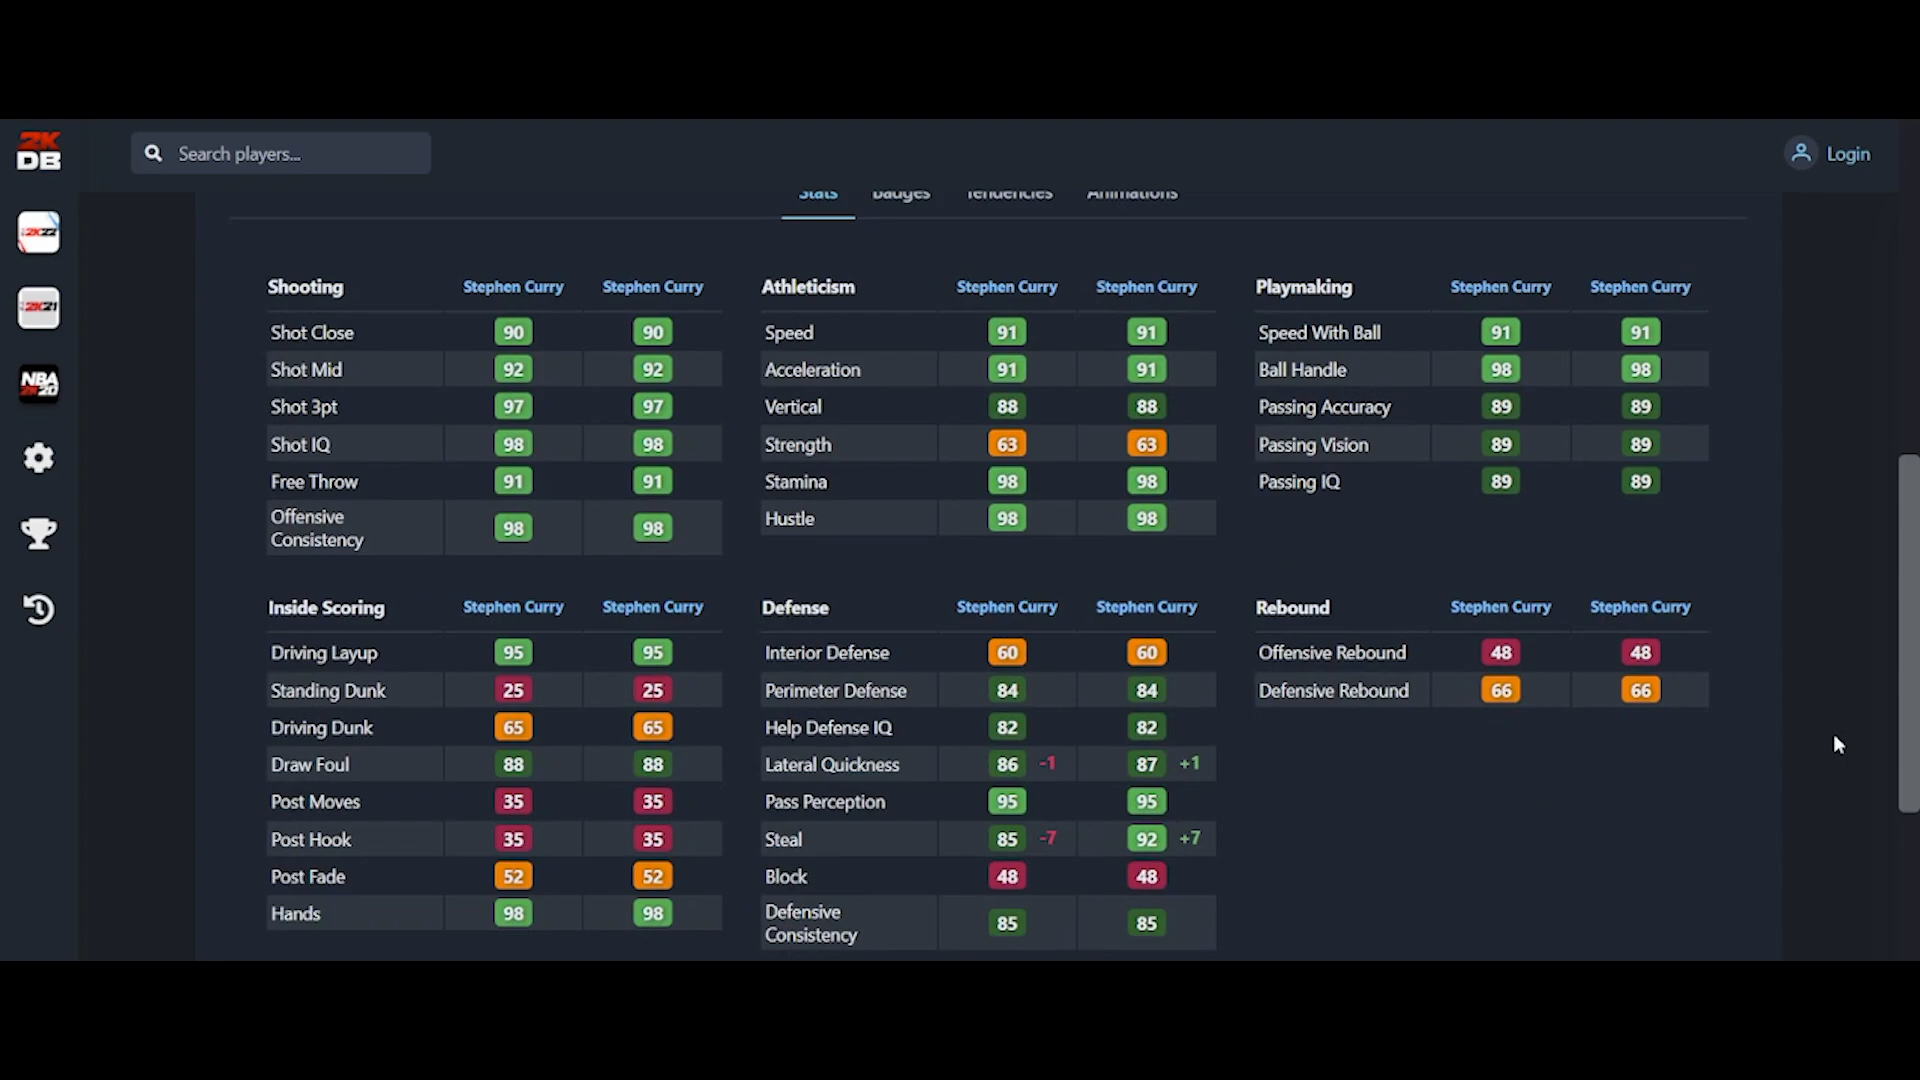 2K
DB
Search players...
Login
2K22
2K21
NBA
2K20
Stats Badges Tendencies Animations
Shooting Stephen Curry Stephen Curry
Shot Close 90 90
Shot Mid 92 92
Shot 3pt 97 97
Shot IQ 98 98
Free Throw 91 91
Offensive
Consistency 98 98
Athleticism Stephen Curry Stephen Curry
Speed 91 91
Acceleration 91 91
Vertical 88 88
Strength 63 63
Stamina 98 98
Hustle 98 98
Playmaking Stephen Curry Stephen Curry
Speed With Ball 91 91
Ball Handle 98 98
Passing Accuracy 89 89
Passing Vision 89 89
Passing IQ 89 89
Inside Scoring Stephen Curry Stephen Curry
Driving Layup 95 95
Standing Dunk 25 25
Driving Dunk 65 65
Draw Foul 88 88
Post Moves 35 35
Post Hook 35 35
Post Fade 52 52
Hands 98 98
Defense Stephen Curry Stephen Curry
Interior Defense 60 60
Perimeter Defense 84 84
Help Defense IQ 82 82
Lateral Quickness 86 -1 87 +1
Pass Perception 95 95
Steal 85 -7 92 +7
Block 48 48
Defensive
Consistency 85 85
Rebound Stephen Curry Stephen Curry
Offensive Rebound 48 48
Defensive Rebound 66 66